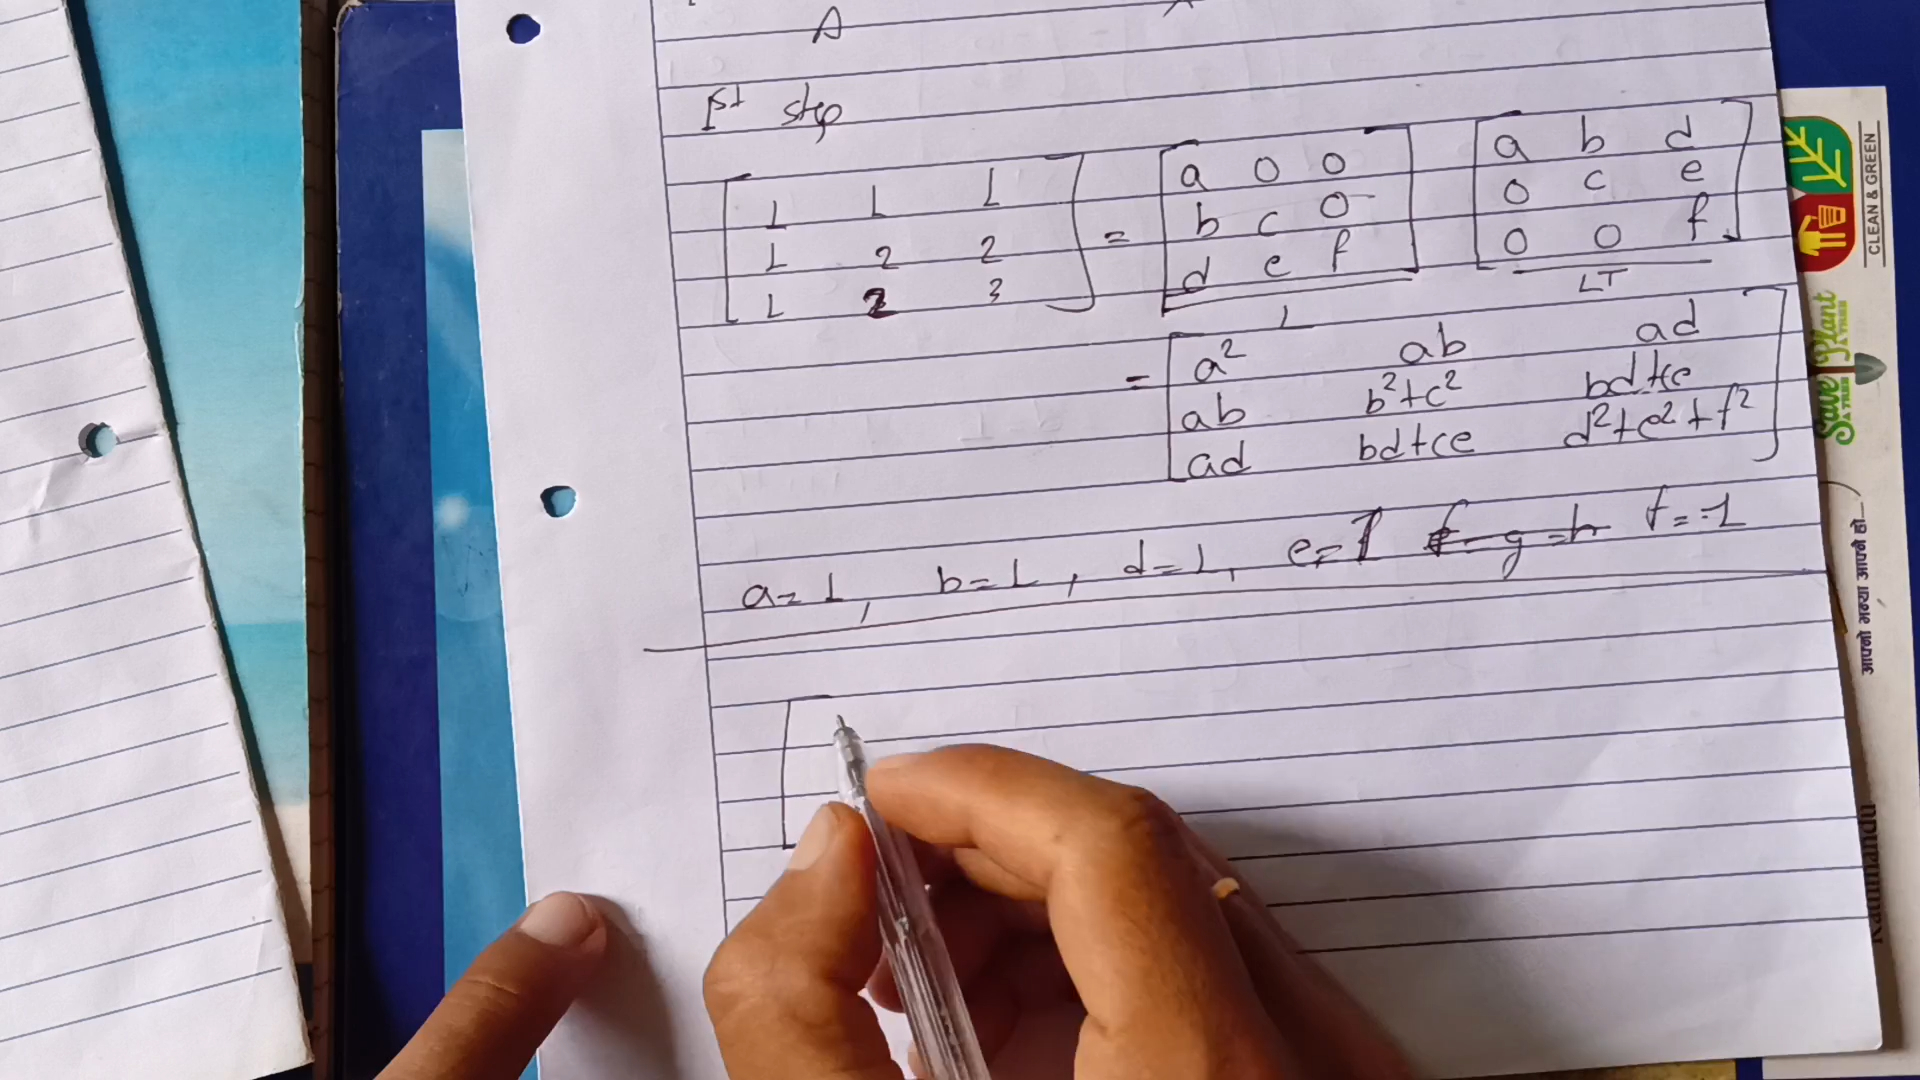 A
1st step
[1 1 1] = [a 0 0] [a b d]
[1 2 2] [b c 0] [0 c e]
[1 2 3] [d e f] [0 0 f]
L LT
= [a² ab ad]
[ab b²+c² bd+ce]
[ad bd+ce d²+e²+f²]
a=1, b=1, d=1, e=1 f=g=h f=-1
CLEAN & GREEN
Save Plant
A TREE
Kathmandu